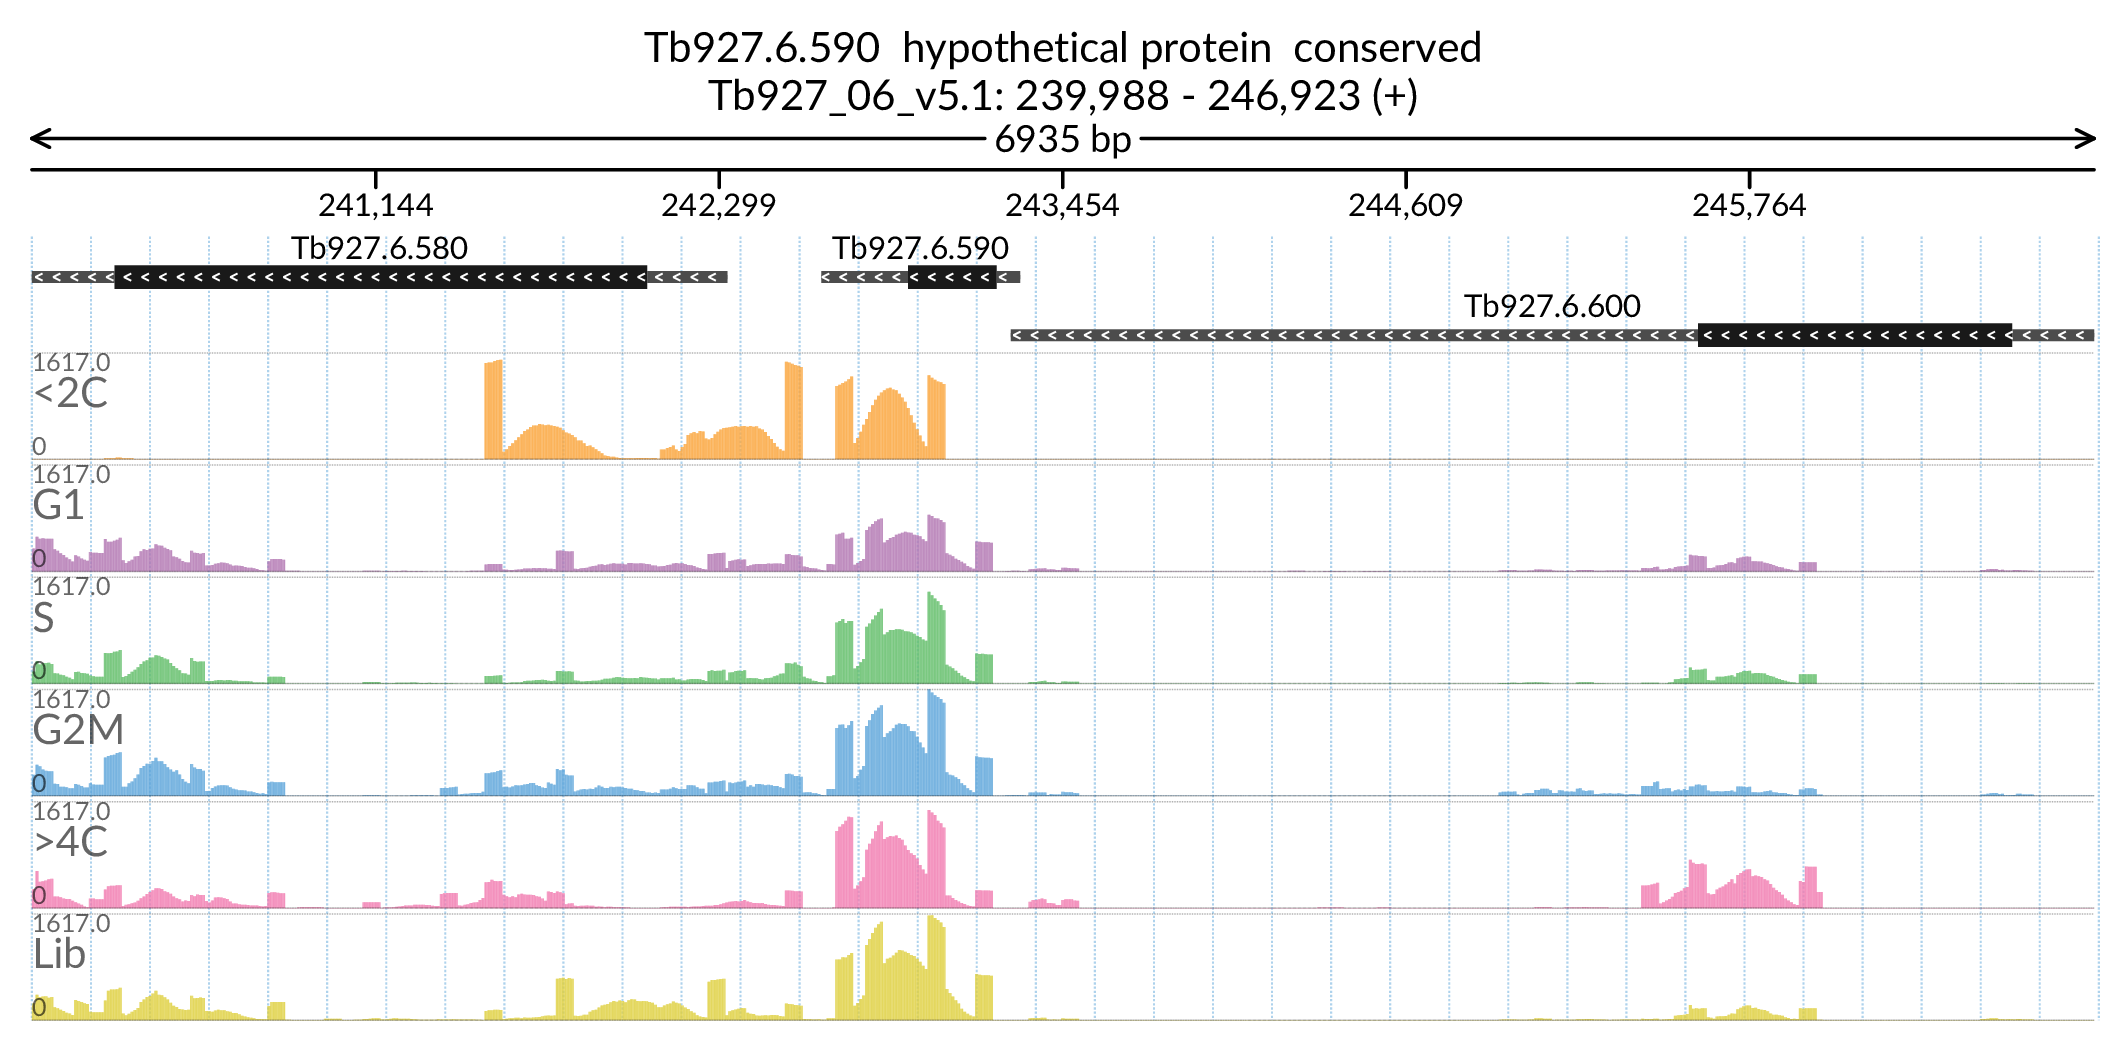 Tb927.6.590  hypothetical protein  conserved
Tb927_06_v5.1: 239,988 - 246,923 (+)
6935 bp
241,144 242,299 243,454 244,609 245,764
Tb927.6.580 Tb927.6.590
Tb927.6.600
1617.0
<2C
0
1617.0
G1
0
1617.0
S
0
1617.0
G2M
0
1617.0
>4C
0
1617.0
Lib
0